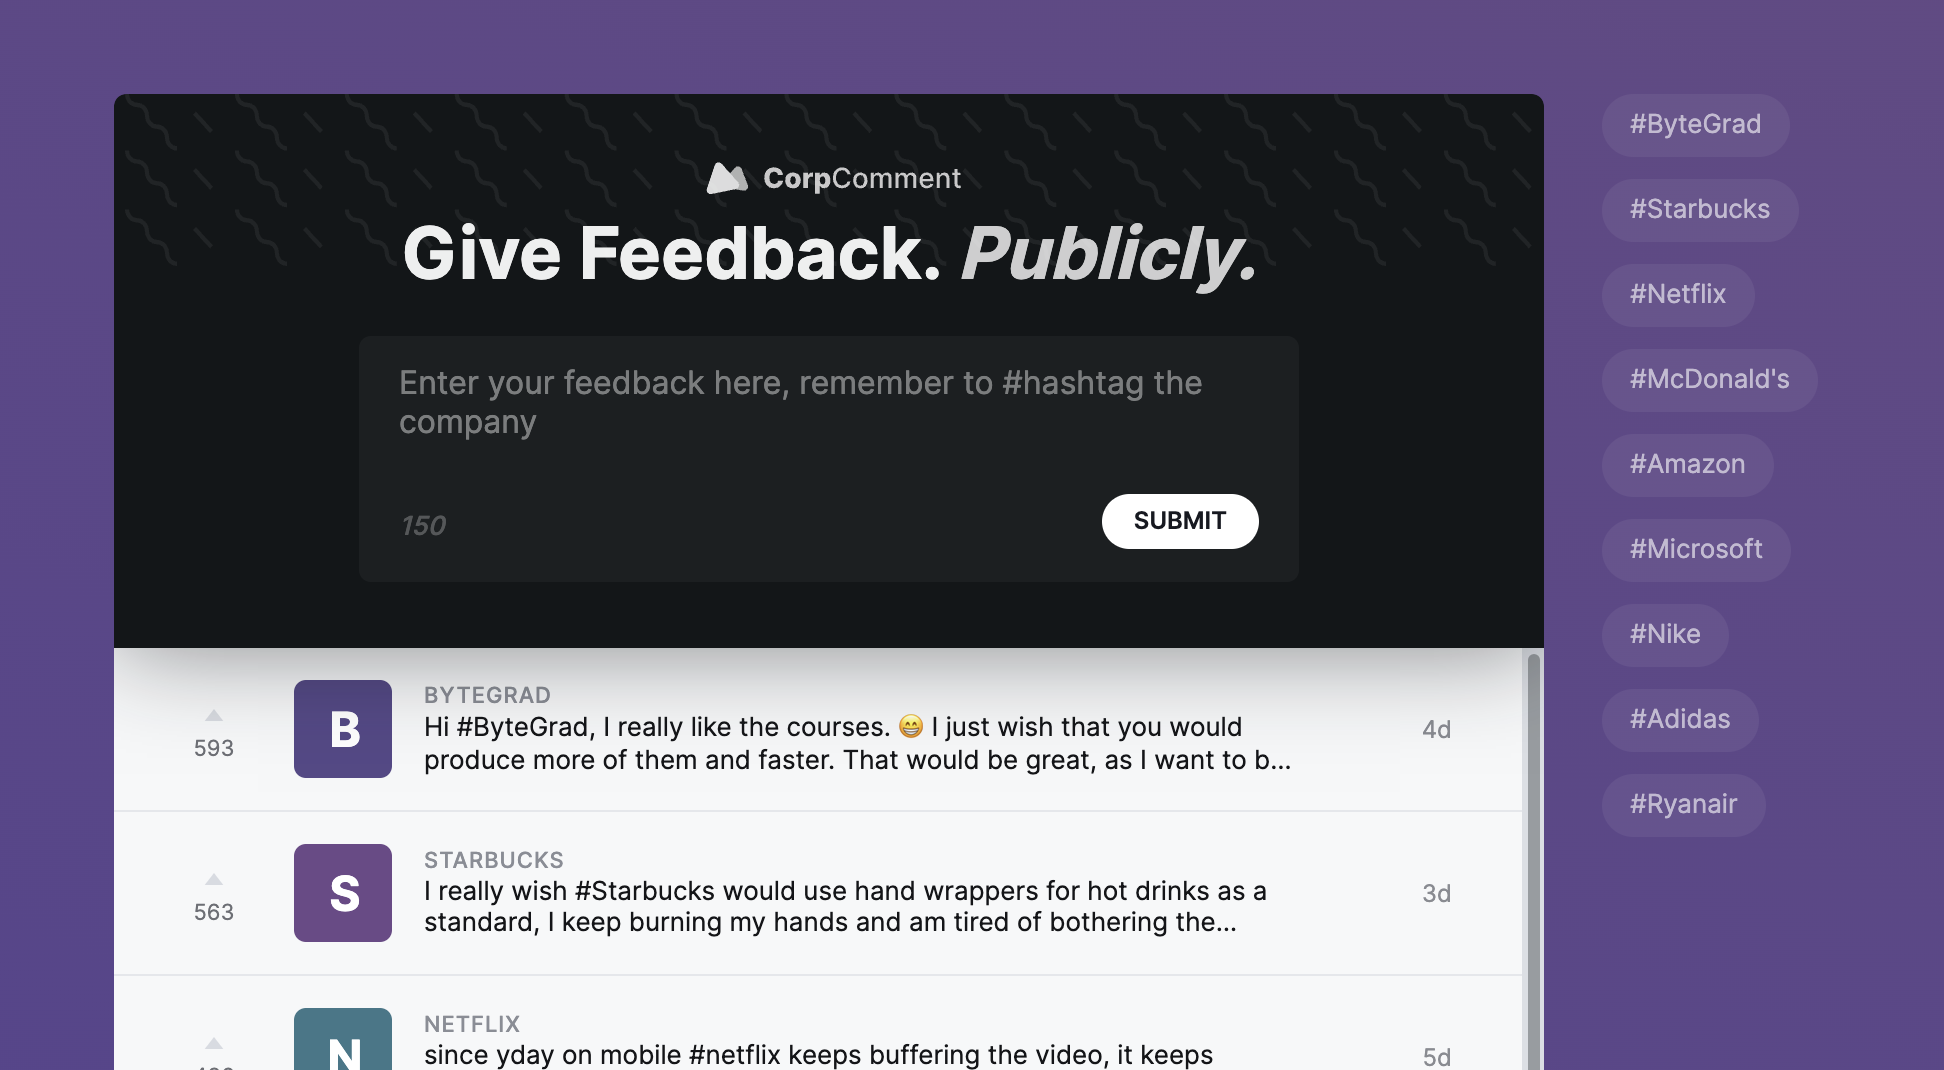 CorpComment
Give Feedback. Publicly.
Enter your feedback here, remember to #hashtag the
company
150
SUBMIT
593
B
BYTEGRAD
Hi #ByteGrad, I really like the courses. 😁 I just wish that you would
produce more of them and faster. That would be great, as I want to b...
4d
563
S
STARBUCKS
I really wish #Starbucks would use hand wrappers for hot drinks as a
standard, I keep burning my hands and am tired of bothering the...
3d
N
NETFLIX
since yday on mobile #netflix keeps buffering the video, it keeps
5d
#ByteGrad
#Starbucks
#Netflix
#McDonald's
#Amazon
#Microsoft
#Nike
#Adidas
#Ryanair